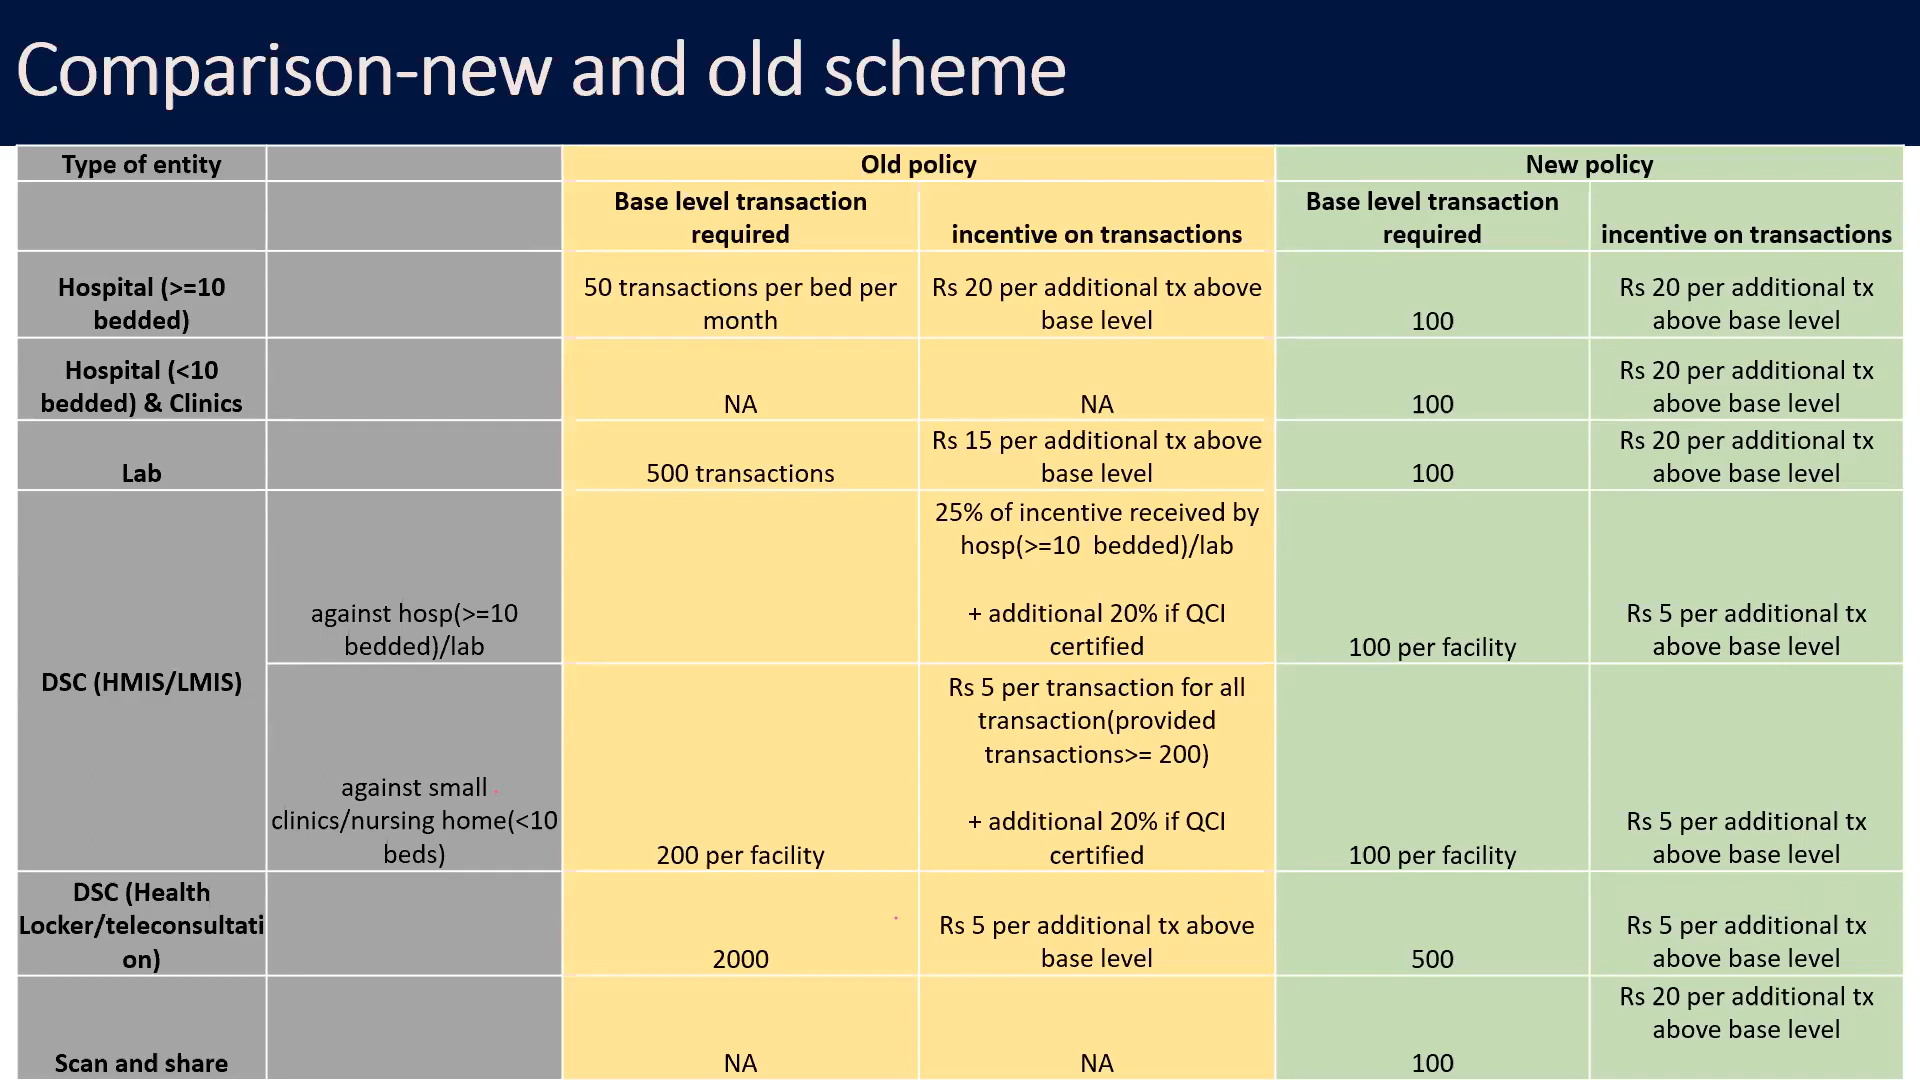 Comparison-new and old scheme
Type of entity
Old policy
New policy
Base level transaction
required
incentive on transactions
Base level transaction
required
incentive on transactions
Hospital (>=10
bedded)
50 transactions per bed per
month
Rs 20 per additional tx above
base level
100
Rs 20 per additional tx
above base level
Hospital (<10
bedded) & Clinics
NA
NA
100
Rs 20 per additional tx
above base level
Lab
500 transactions
Rs 15 per additional tx above
base level
100
Rs 20 per additional tx
above base level
DSC (HMIS/LMIS)
against hosp(>=10
bedded)/lab
25% of incentive received by
hosp(>=10  bedded)/lab
+ additional 20% if QCI
certified
100 per facility
Rs 5 per additional tx
above base level
against small
clinics/nursing home(<10
beds)
200 per facility
Rs 5 per transaction for all
transaction(provided
transactions>= 200)
+ additional 20% if QCI
certified
100 per facility
Rs 5 per additional tx
above base level
DSC (Health
Locker/teleconsultati
on)
2000
Rs 5 per additional tx above
base level
500
Rs 5 per additional tx
above base level
Scan and share
NA
NA
100
Rs 20 per additional tx
above base level